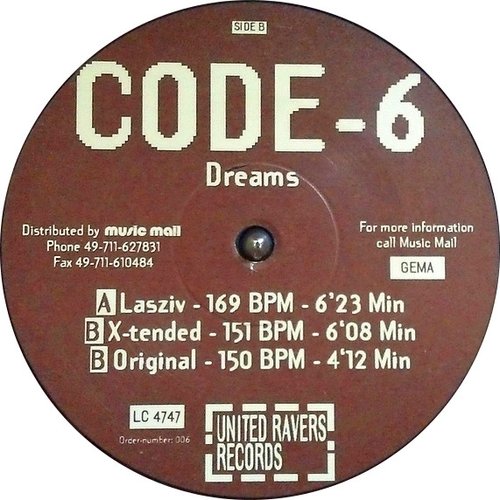 SIDE B
CODE-6
Dreams
Distributed by music mail
Phone 49-711-627831
Fax 49-711-610484
For more information
call Music Mail
GEMA
A Lasziv - 169 BPM - 6'23 Min
B X-tended - 151 BPM - 6'08 Min
B Original - 150 BPM - 4'12 Min
LC 4747
Order-number: 006
UNITED RAVERS
RECORDS